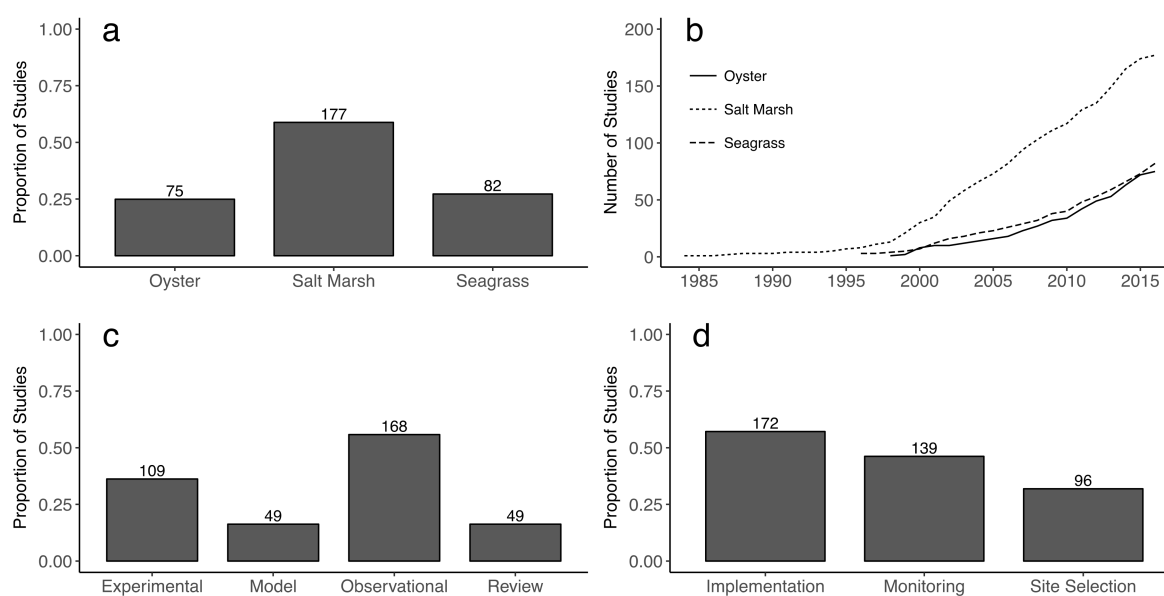 a
Proportion of Studies
1.00
0.75
0.50
0.25
0.00
75
177
82
Oyster Salt Marsh Seagrass
b
Number of Studies
200
150
100
50
0
Oyster
Salt Marsh
Seagrass
1985 1990 1995 2000 2005 2010 2015
c
Proportion of Studies
1.00
0.75
0.50
0.25
0.00
109
49
168
49
Experimental Model Observational Review
d
Proportion of Studies
1.00
0.75
0.50
0.25
0.00
172
139
96
Implementation Monitoring Site Selection